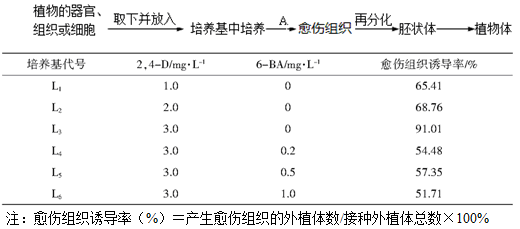 植物的器官、组织或细胞 取下并放入 培养基中培养 A 愈伤组织 再分化 胚状体 植物体
培养基代号 2,4-D/mg·L⁻¹ 6-BA/mg·L⁻¹ 愈伤组织诱导率/%
L₁ 1.0 0 65.41
L₂ 2.0 0 68.76
L₃ 3.0 0 91.01
L₄ 3.0 0.2 54.48
L₅ 3.0 0.5 57.35
L₆ 3.0 1.0 51.71
注：愈伤组织诱导率（%）＝产生愈伤组织的外植体数/接种外植体总数×100%